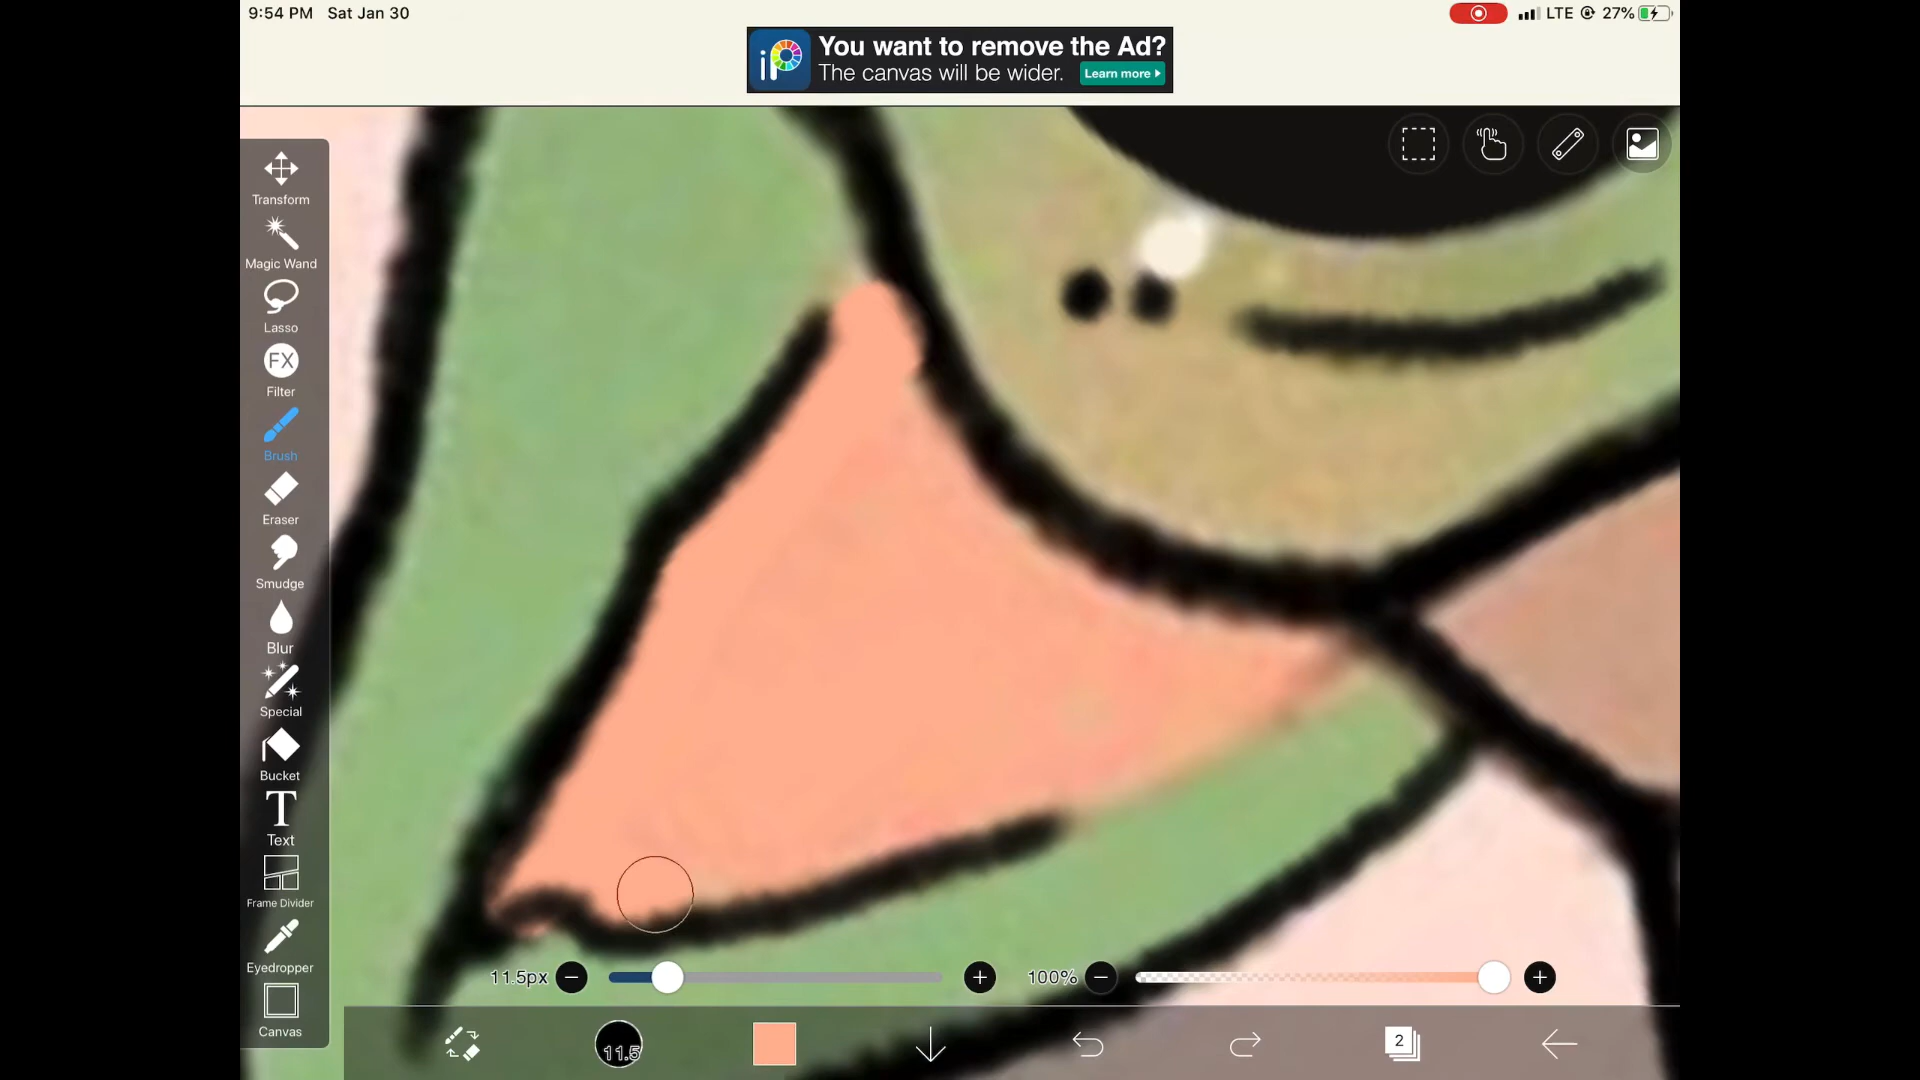 9:54 PM Sat Jan 30
LTE 27%
iP
You want to remove the Ad?
The canvas will be wider.
Learn more
Transform
Magic Wand
Lasso
FX
Filter
Brush
Eraser
Smudge
Blur
Special
Bucket
T
Text
Frame Divider
Eyedropper
Canvas
11.5px
100%
11.5
2